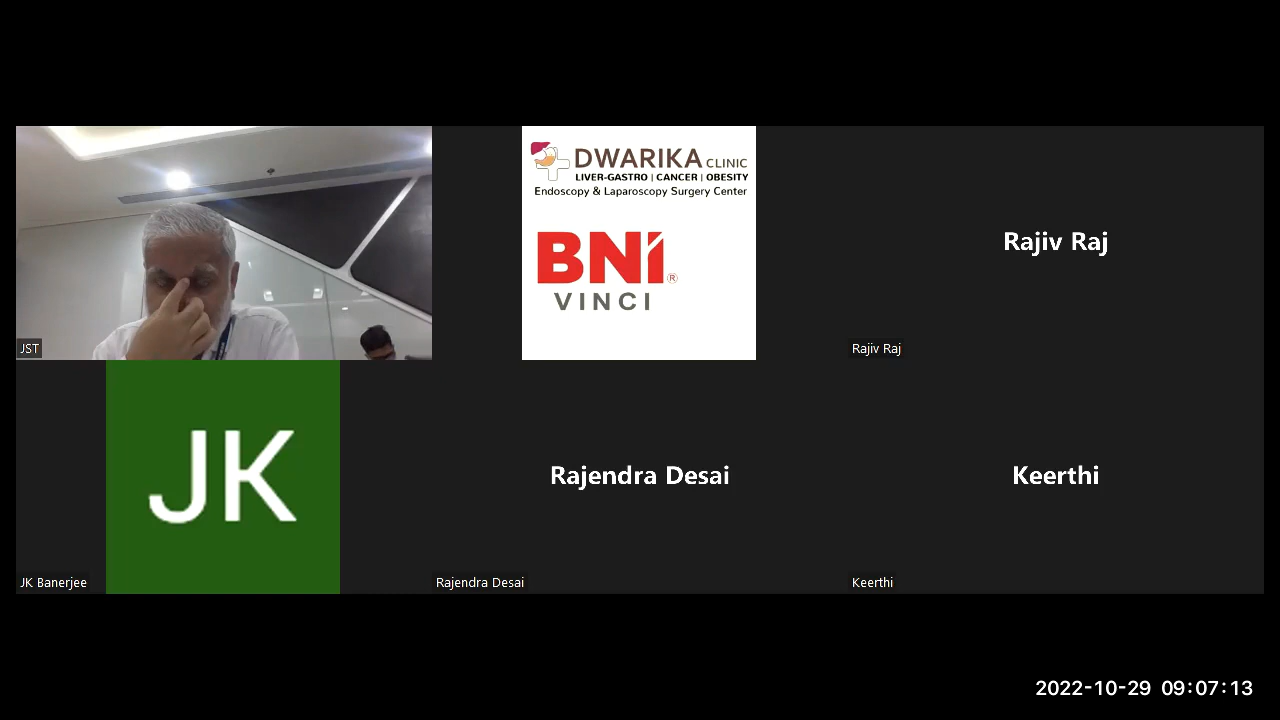 JST
DWARIKA CLINIC
LIVER-GASTRO | CANCER | OBESITY
Endoscopy & Laparoscopy Surgery Center
BNI®
VINCI
Rajiv Raj
Rajiv Raj
JK
JK Banerjee
Rajendra Desai
Rajendra Desai
Keerthi
Keerthi
2022-10-29 09:07:13